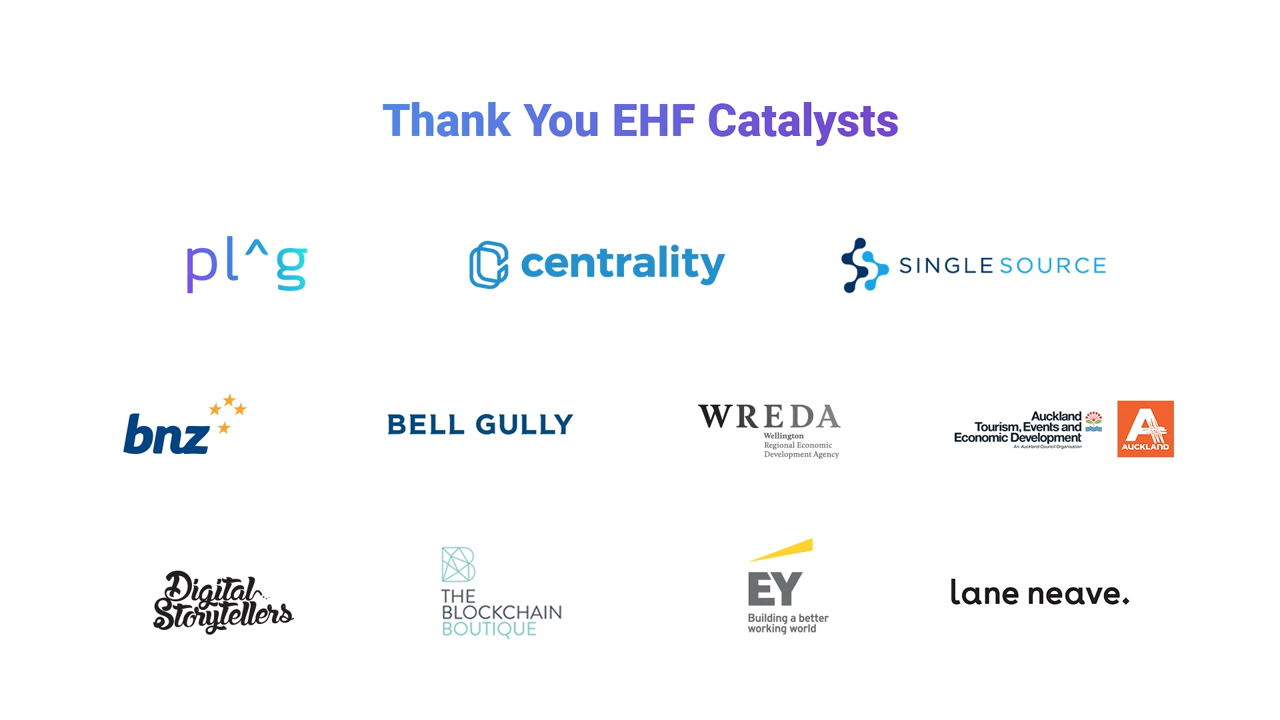 Thank You EHF Catalysts
pl^g
centrality
SINGLESOURCE
bnz
BELL GULLY
WREDA
Wellington
Regional Economic
Development Agency
Auckland
Tourism, Events and
Economic Development
An Auckland Council Organisation
A
AUCKLAND
Digital
Storytellers
THE
BLOCKCHAIN
BOUTIQUE
EY
Building a better
working world
lane neave.